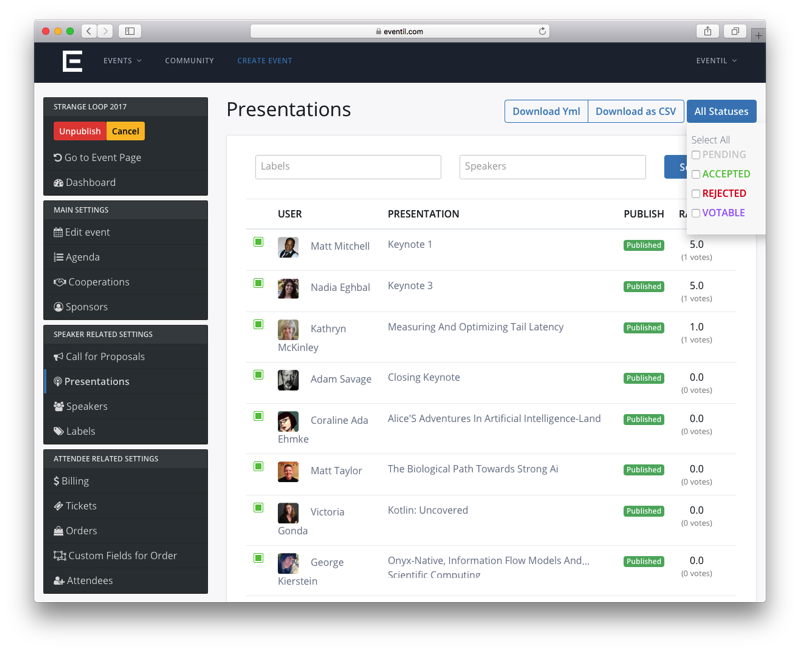 eventil.com
E
EVENTS
COMMUNITY
CREATE EVENT
EVENTIL
STRANGE LOOP 2017
Unpublish
Cancel
Go to Event Page
Dashboard
MAIN SETTINGS
Edit event
Agenda
Cooperations
Sponsors
SPEAKER RELATED SETTINGS
Call for Proposals
Presentations
Speakers
Labels
ATTENDEE RELATED SETTINGS
$ Billing
Tickets
Orders
Custom Fields for Order
Attendees
Presentations
Download Yml
Download as CSV
All Statuses
Select All
PENDING
ACCEPTED
REJECTED
VOTABLE
Labels
Speakers
USER PRESENTATION PUBLISH
Matt Mitchell Keynote 1 Published 5.0
(1 votes)
Nadia Eghbal Keynote 3 Published 5.0
(1 votes)
Kathryn Measuring And Optimizing Tail Latency Published 1.0
McKinley (1 votes)
Adam Savage Closing Keynote Published 0.0
(0 votes)
Coraline Ada Alice'S Adventures In Artificial Intelligence-Land Published 0.0
Ehmke (0 votes)
Matt Taylor The Biological Path Towards Strong Ai Published 0.0
(0 votes)
Victoria Kotlin: Uncovered Published 0.0
Gonda (0 votes)
George Onyx-Native, Information Flow Models And,,, Published 0.0
Kierstein Scientific Computing (0 votes)